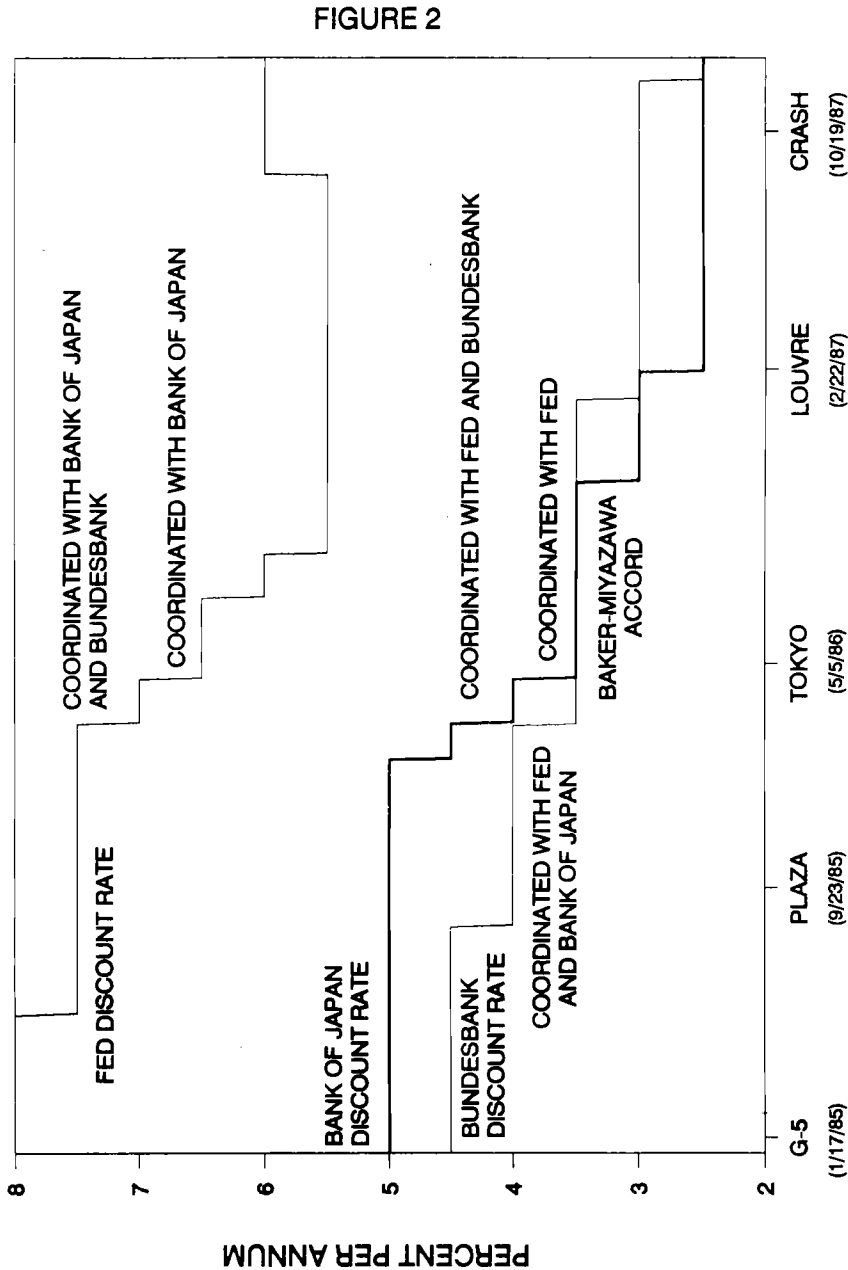 FIGURE 2
PERCENT PER ANNUM
8
7
6
5
4
3
2
FED DISCOUNT RATE
COORDINATED WITH BANK OF JAPAN
AND BUNDESBANK
COORDINATED WITH BANK OF JAPAN
BANK OF JAPAN
DISCOUNT RATE
BUNDESBANK
DISCOUNT RATE
COORDINATED WITH FED
AND BANK OF JAPAN
COORDINATED WITH FED AND BUNDESBANK
COORDINATED WITH FED
BAKER-MIYAZAWA
ACCORD
G-5
(1/17/85)
PLAZA
(9/23/85)
TOKYO
(5/5/86)
LOUVRE
(2/22/87)
CRASH
(10/19/87)